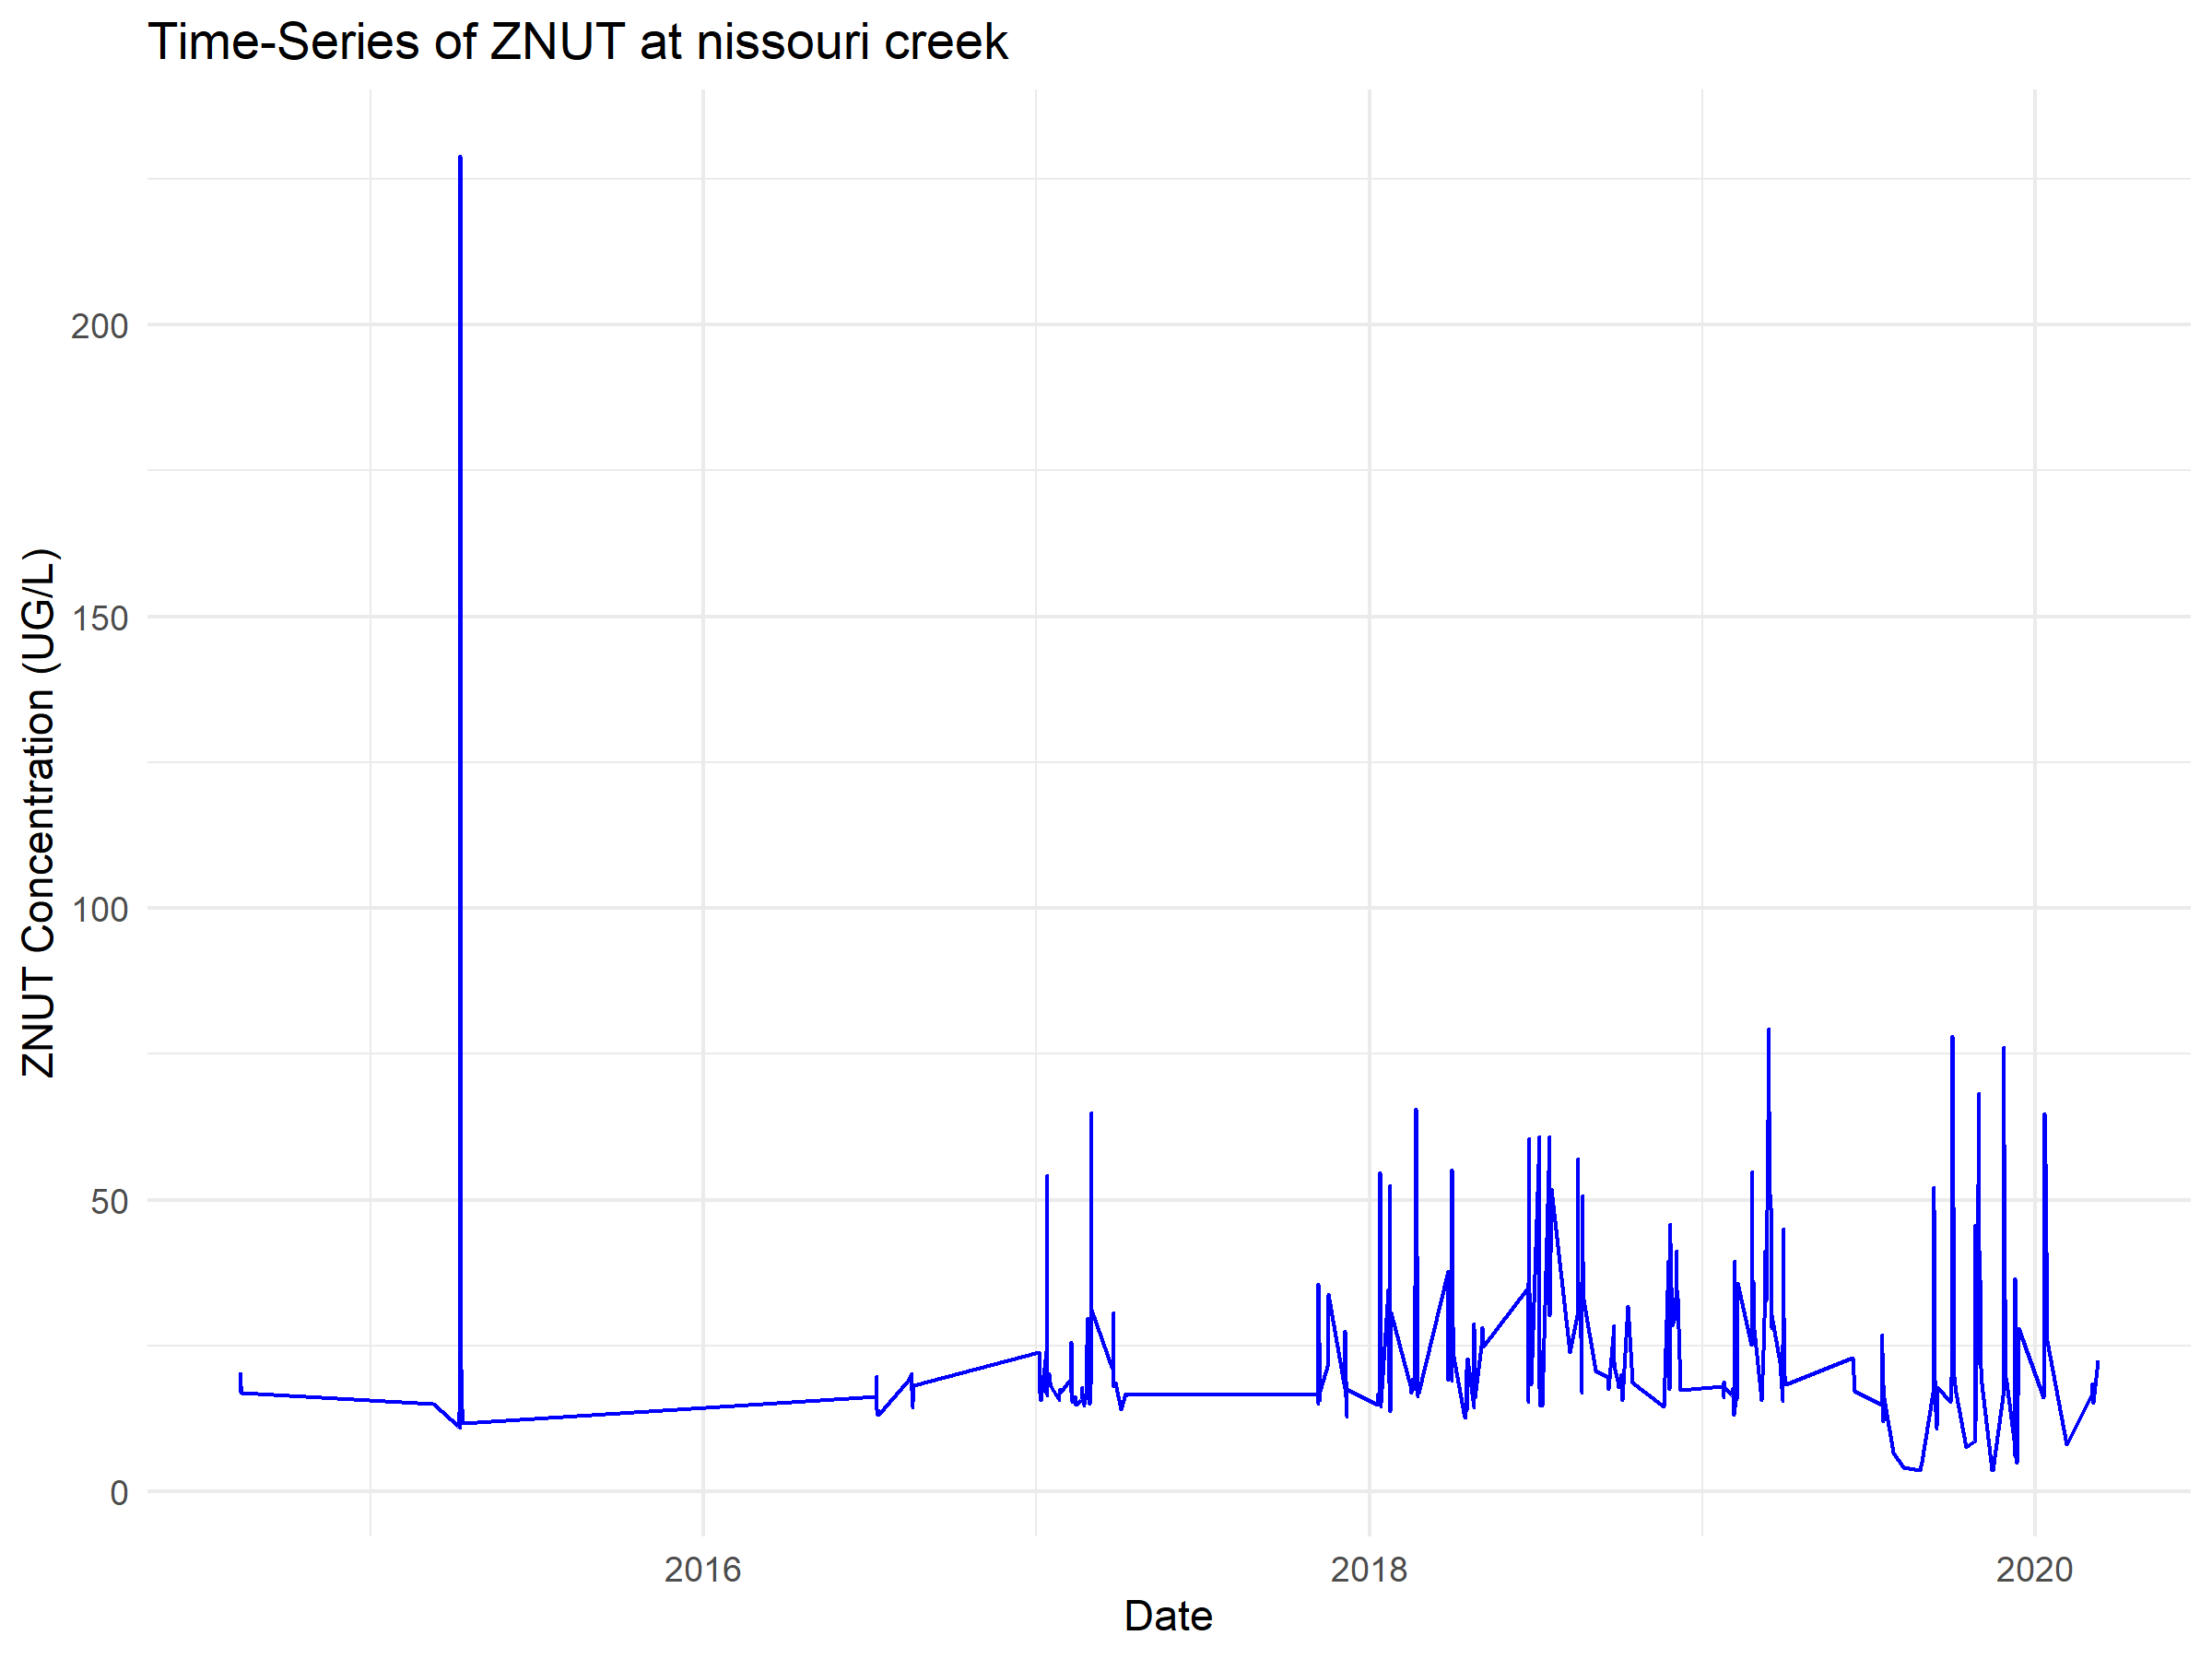 Time-Series of ZNUT at nissouri creek
ZNUT Concentration (UG/L)
200
150
100
50
0
2016
2018
2020
Date